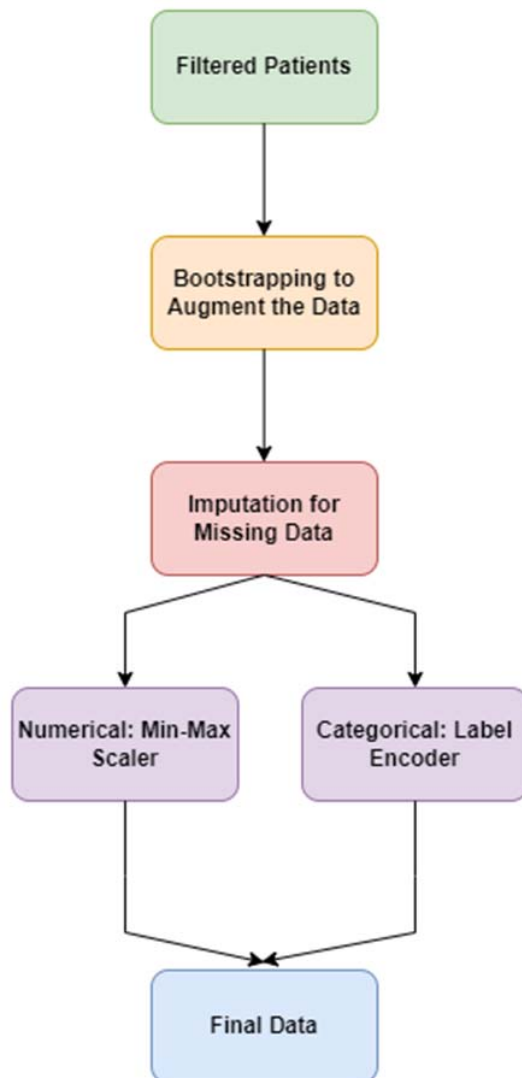 Filtered Patients
Bootstrapping to
Augment the Data
Imputation for
Missing Data
Numerical: Min-Max
Scaler
Categorical: Label
Encoder
Final Data